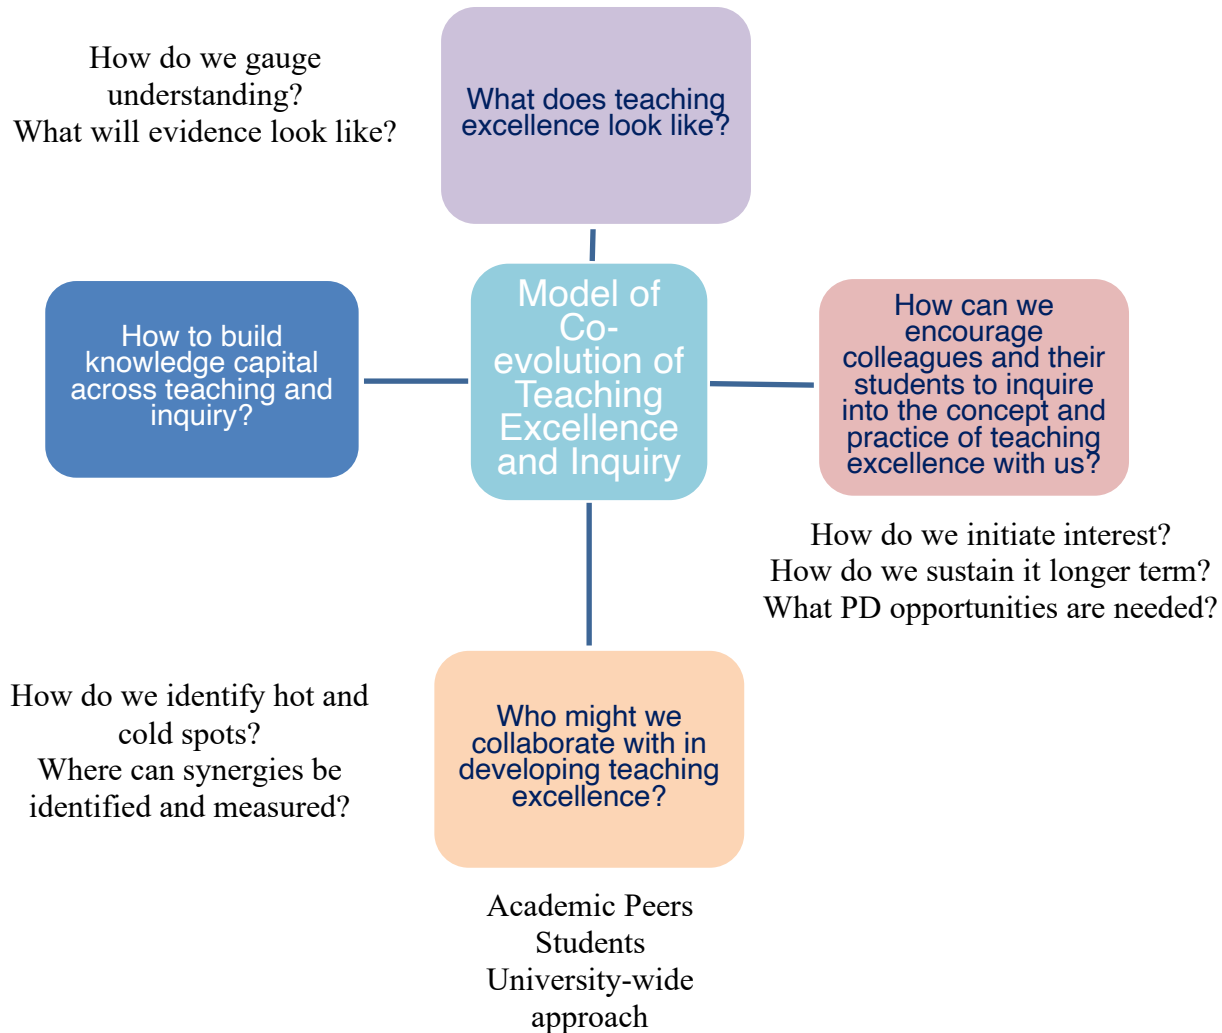 How do we gauge
understanding?
What will evidence look like?
What does teaching
excellence look like?
How to build
knowledge capital
across teaching and
inquiry?
Model of
Co-
evolution of
Teaching
Excellence
and Inquiry
How can we
encourage
colleagues and their
students to inquire
into the concept and
practice of teaching
excellence with us?
How do we initiate interest?
How do we sustain it longer term?
What PD opportunities are needed?
How do we identify hot and
cold spots?
Where can synergies be
identified and measured?
Who might we
collaborate with in
developing teaching
excellence?
Academic Peers
Students
University-wide
approach